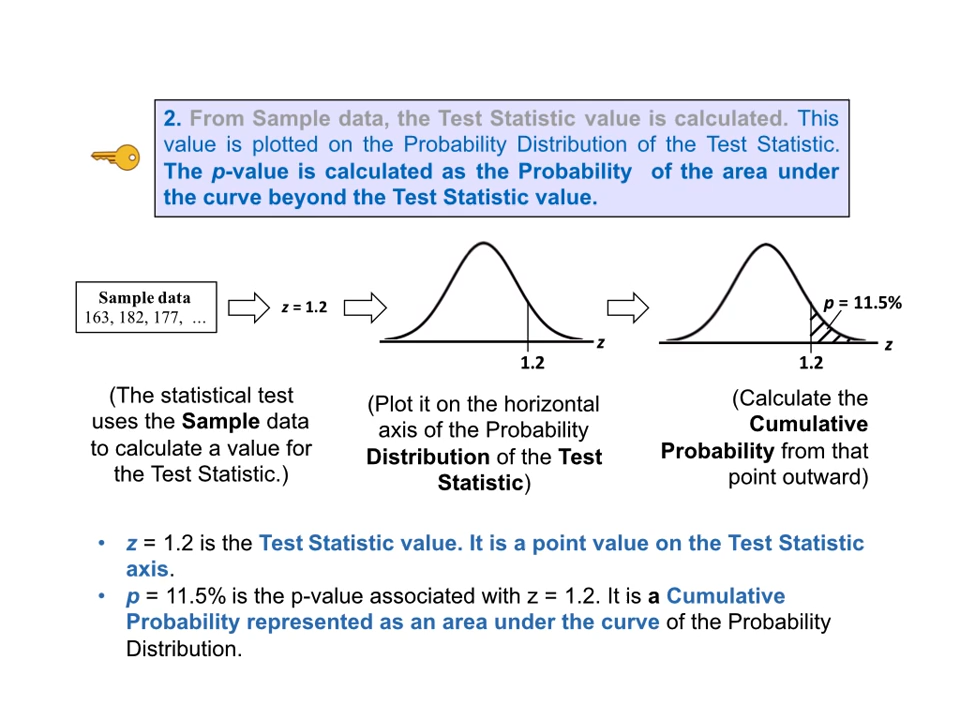 2. From Sample data, the Test Statistic value is calculated. This
value is plotted on the Probability Distribution of the Test Statistic.
The p-value is calculated as the Probability of the area under
the curve beyond the Test Statistic value.
Sample data
163, 182, 177, ...
z = 1.2
z
1.2
p = 11.5%
z
1.2
(The statistical test
uses the Sample data
to calculate a value for
the Test Statistic.)
(Plot it on the horizontal
axis of the Probability
Distribution of the Test
Statistic)
(Calculate the
Cumulative
Probability from that
point outward)
• z = 1.2 is the Test Statistic value. It is a point value on the Test Statistic
axis.
• p = 11.5% is the p-value associated with z = 1.2. It is a Cumulative
Probability represented as an area under the curve of the Probability
Distribution.